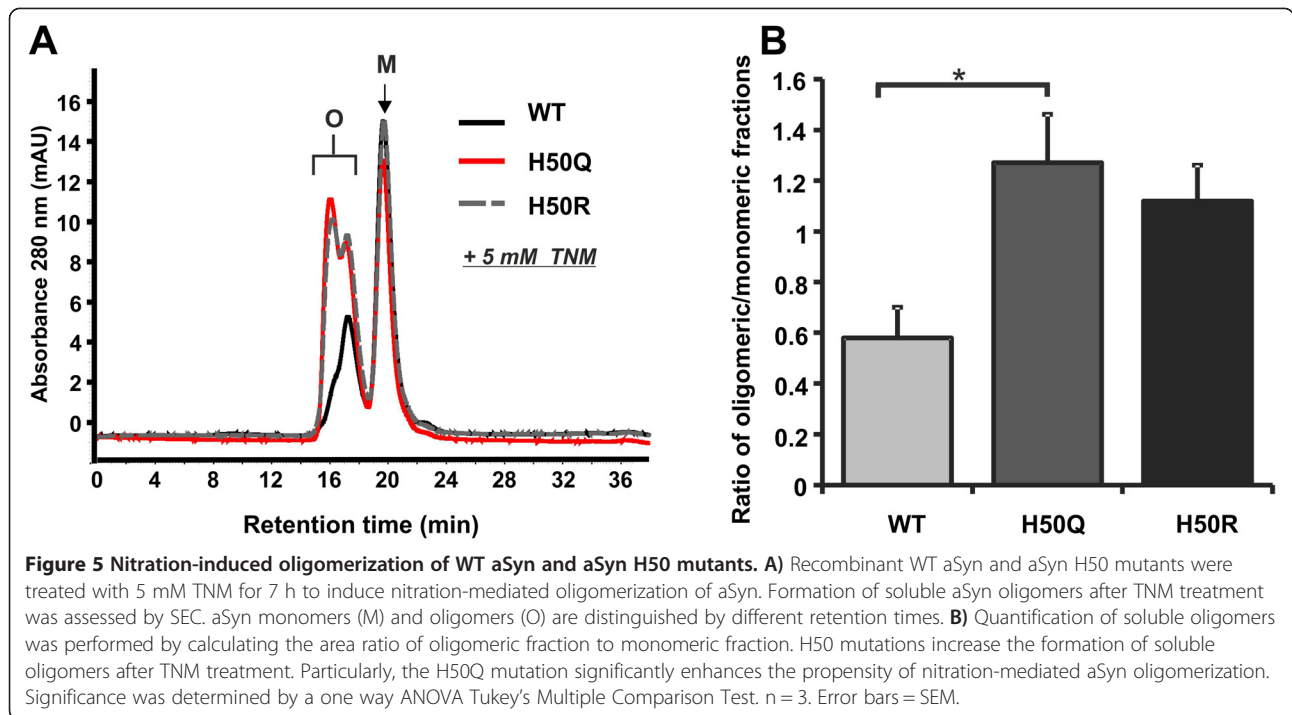 A
Absorbance 280 nm (mAU)
16
14
12
10
8
6
4
2
0
O
M
WT
H50Q
H50R
+ 5 mM TNM
0 4 8 12 16 20 24 28 32 36
Retention time (min)
B
Ratio of oligomeric/monomeric fractions
1.6
1.4
1.2
1
0.8
0.6
0.4
0.2
0
*
WT H50Q H50R
Figure 5 Nitration-induced oligomerization of WT aSyn and aSyn H50 mutants. A) Recombinant WT aSyn and aSyn H50 mutants were
treated with 5 mM TNM for 7 h to induce nitration-mediated oligomerization of aSyn. Formation of soluble aSyn oligomers after TNM treatment
was assessed by SEC. aSyn monomers (M) and oligomers (O) are distinguished by different retention times. B) Quantification of soluble oligomers
was performed by calculating the area ratio of oligomeric fraction to monomeric fraction. H50 mutations increase the formation of soluble
oligomers after TNM treatment. Particularly, the H50Q mutation significantly enhances the propensity of nitration-mediated aSyn oligomerization.
Significance was determined by a one way ANOVA Tukey's Multiple Comparison Test. n = 3. Error bars = SEM.